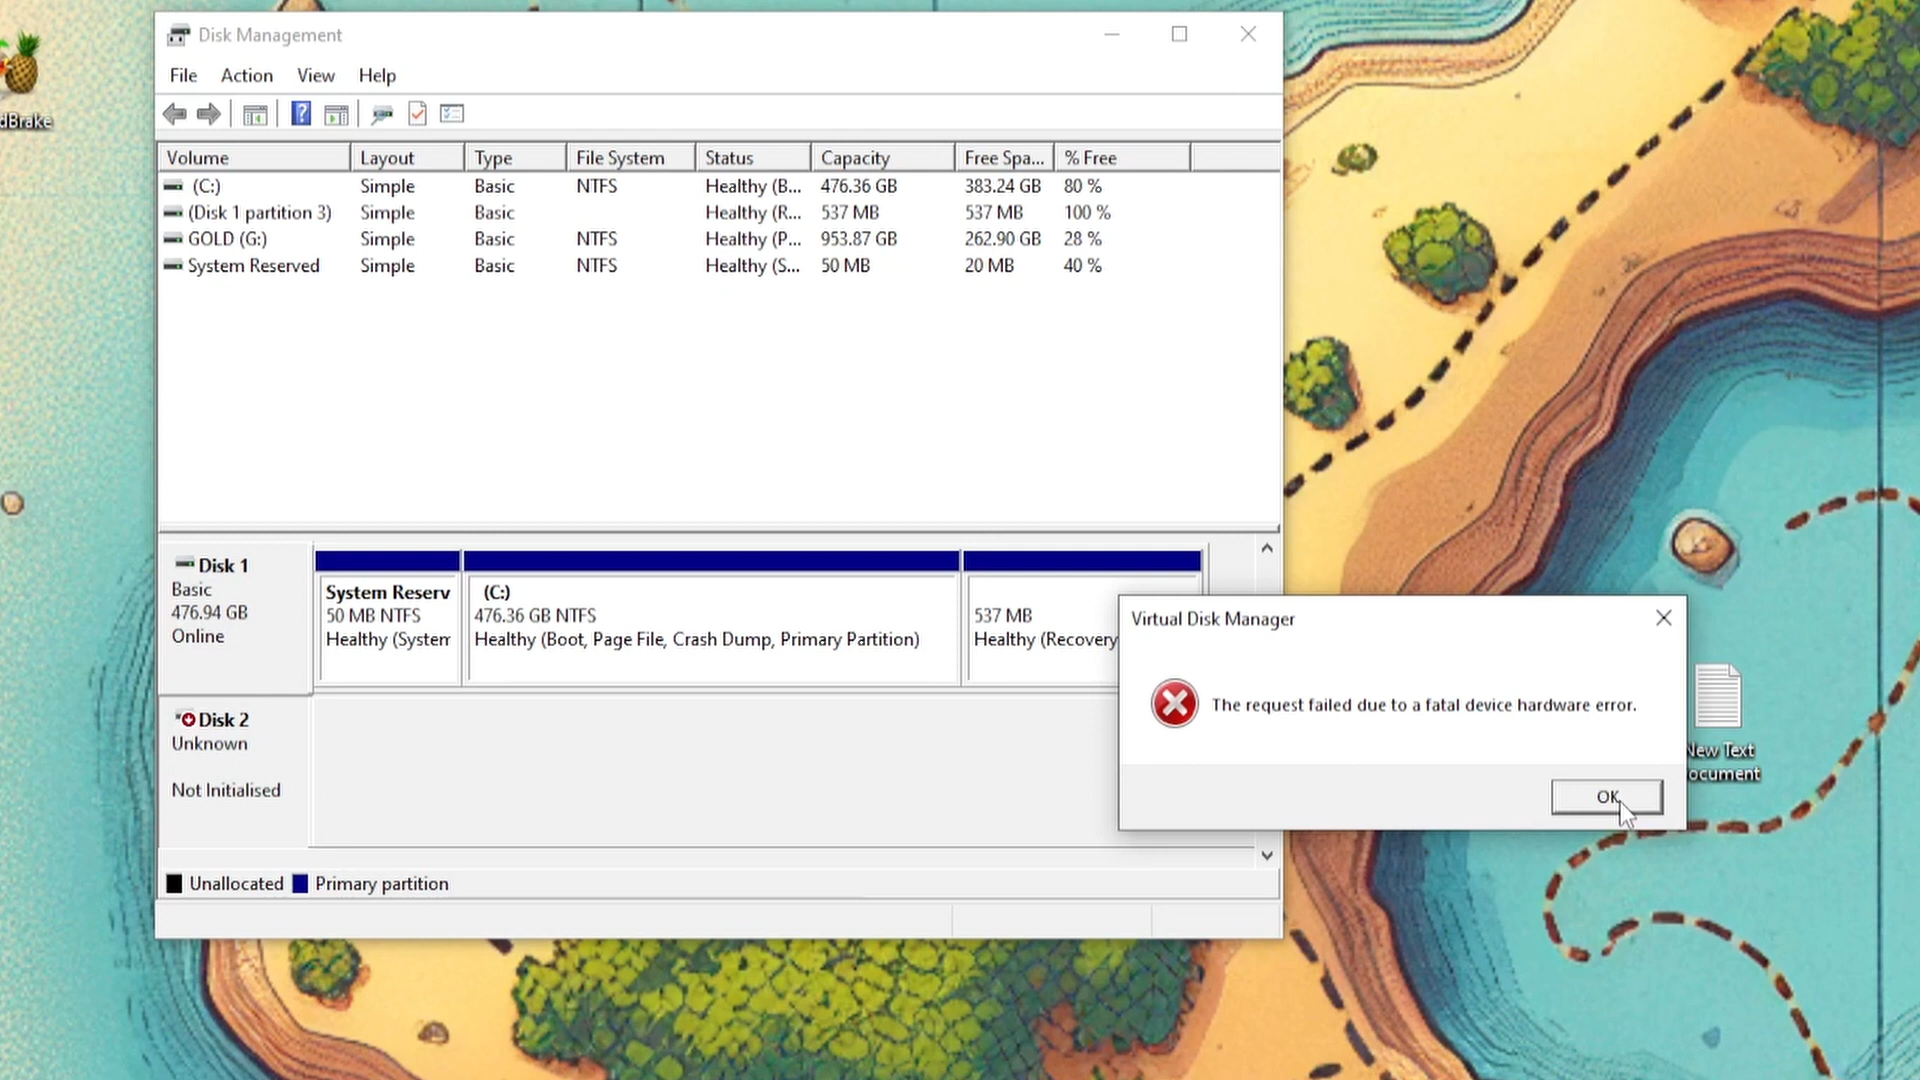 Disk Management
File Action View Help
Volume Layout Type File System Status Capacity Free Spa... % Free
(C:) Simple Basic NTFS Healthy (B... 476.36 GB 383.24 GB 80 %
(Disk 1 partition 3) Simple Basic Healthy (R... 537 MB 537 MB 100 %
GOLD (G:) Simple Basic NTFS Healthy (P... 953.87 GB 262.90 GB 28 %
System Reserved Simple Basic NTFS Healthy (S... 50 MB 20 MB 40 %
Disk 1
Basic
476.94 GB
Online
System Reserv
50 MB NTFS
Healthy (System
(C:)
476.36 GB NTFS
Healthy (Boot, Page File, Crash Dump, Primary Partition)
537 MB
Healthy (Recovery
Disk 2
Unknown
Not Initialised
Unallocated Primary partition
Virtual Disk Manager
The request failed due to a fatal device hardware error.
OK
dBrake
New Text
ocument